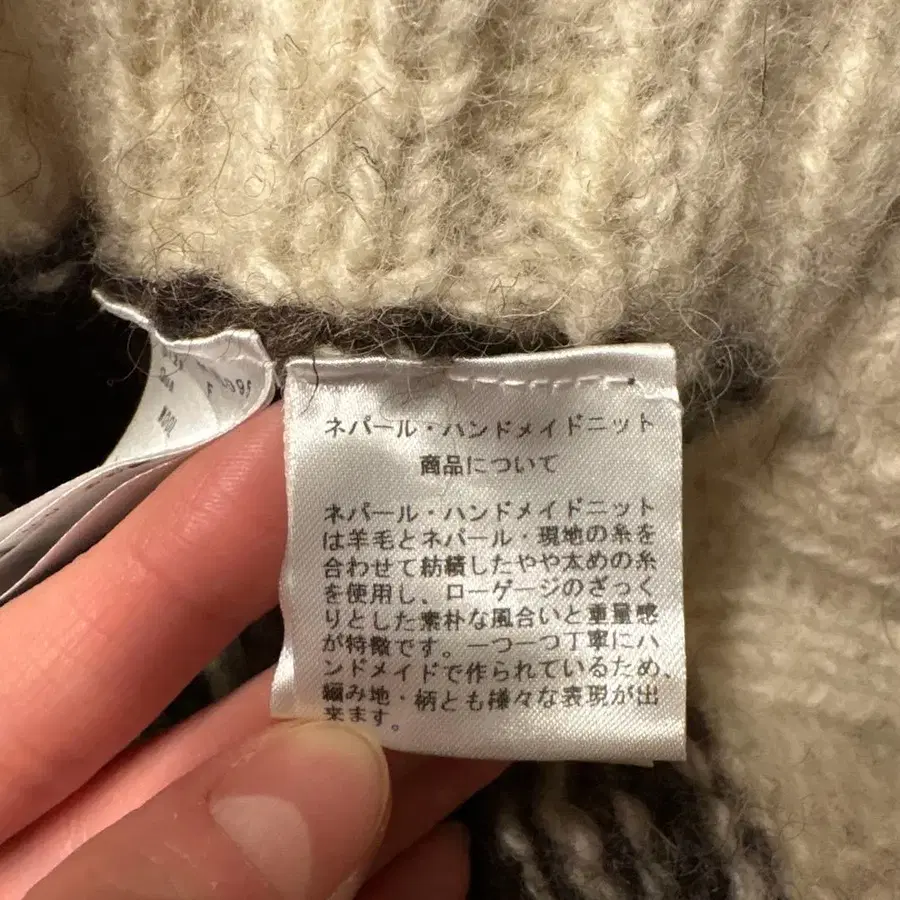 ネパール・ハンドメイドニット
商品について
ネパール・ハンドメイドニット
は羊毛とネパール・現地の糸を
合わせて紡績したやや太めの糸
を使用し、ローゲージのざっく
りとした素朴な風合いと重量感
が特徴です。一つ一つ丁寧にハ
ンドメイドで作られているため、
編み地・柄とも様々な表現が出
来ます。
WOOL